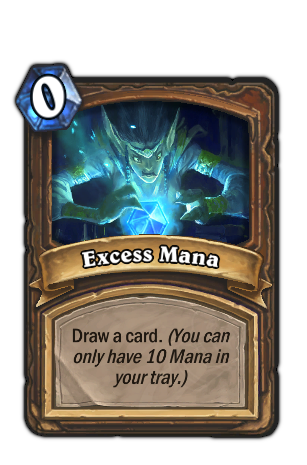 0
Excess Mana
Draw a card. (You can
only have 10 Mana in
your tray.)